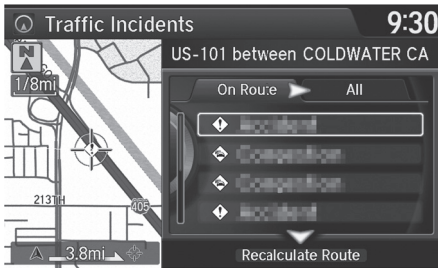 Traffic Incidents
9:30
US-101 between COLDWATER CA
N
1/8mi
On Route
All
213TH
405
3.8mi
Recalculate Route